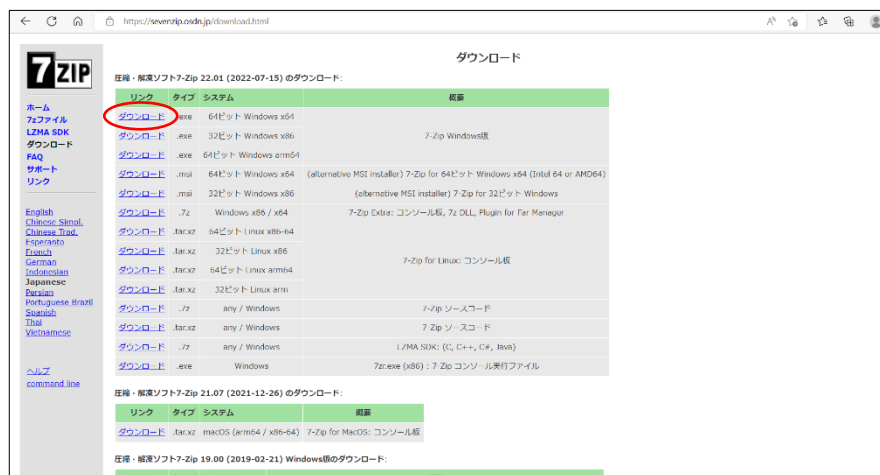 https://sevenzip.osdn.jp/download.html
7ZIP
ホーム
7zファイル
LZMA SDK
ダウンロード
FAQ
サポート
リンク
English
Chinese Simpl.
Chinese Trad.
Esperanto
French
German
Indonesian
Japanese
Persian
Portuguese Brazil
Spanish
Thai
Vietnamese
ヘルプ
command line
ダウンロード
圧縮・解凍ソフト7-Zip 22.01 (2022-07-15) のダウンロード:
リンク タイプ システム 概要
ダウンロード .exe 64ビット Windows x64
ダウンロード .exe 32ビット Windows x86 7-Zip Windows版
ダウンロード .exe 64ビット Windows arm64
ダウンロード .msi 64ビット Windows x64 (alternative MSI installer) 7-Zip for 64ビット Windows x64 (Intel 64 or AMD64)
ダウンロード .msi 32ビット Windows x86 (alternative MSI installer) 7-Zip for 32ビット Windows
ダウンロード .7z Windows x86 / x64 7-Zip Extra: コンソール版, 7z DLL, Plugin for Far Manager
ダウンロード .tar.xz 64ビット Linux x86-64
ダウンロード .tar.xz 32ビット Linux x86
7-Zip for Linux: コンソール版
ダウンロード .tar.xz 64ビット Linux arm64
ダウンロード .tar.xz 32ビット Linux arm
ダウンロード .7z any / Windows 7-Zip ソースコード
ダウンロード .tar.xz any / Windows 7-Zip ソースコード
ダウンロード .7z any / Windows LZMA SDK: (C, C++, C#, Java)
ダウンロード .exe Windows 7zr.exe (x86) : 7-Zip コンソール実行ファイル
圧縮・解凍ソフト7-Zip 21.07 (2021-12-26) のダウンロード:
リンク タイプ システム 概要
ダウンロード .tar.xz macOS (arm64 / x86-64) 7-Zip for MacOS: コンソール版
圧縮・解凍ソフト7-Zip 19.00 (2019-02-21) Windows版のダウンロード: